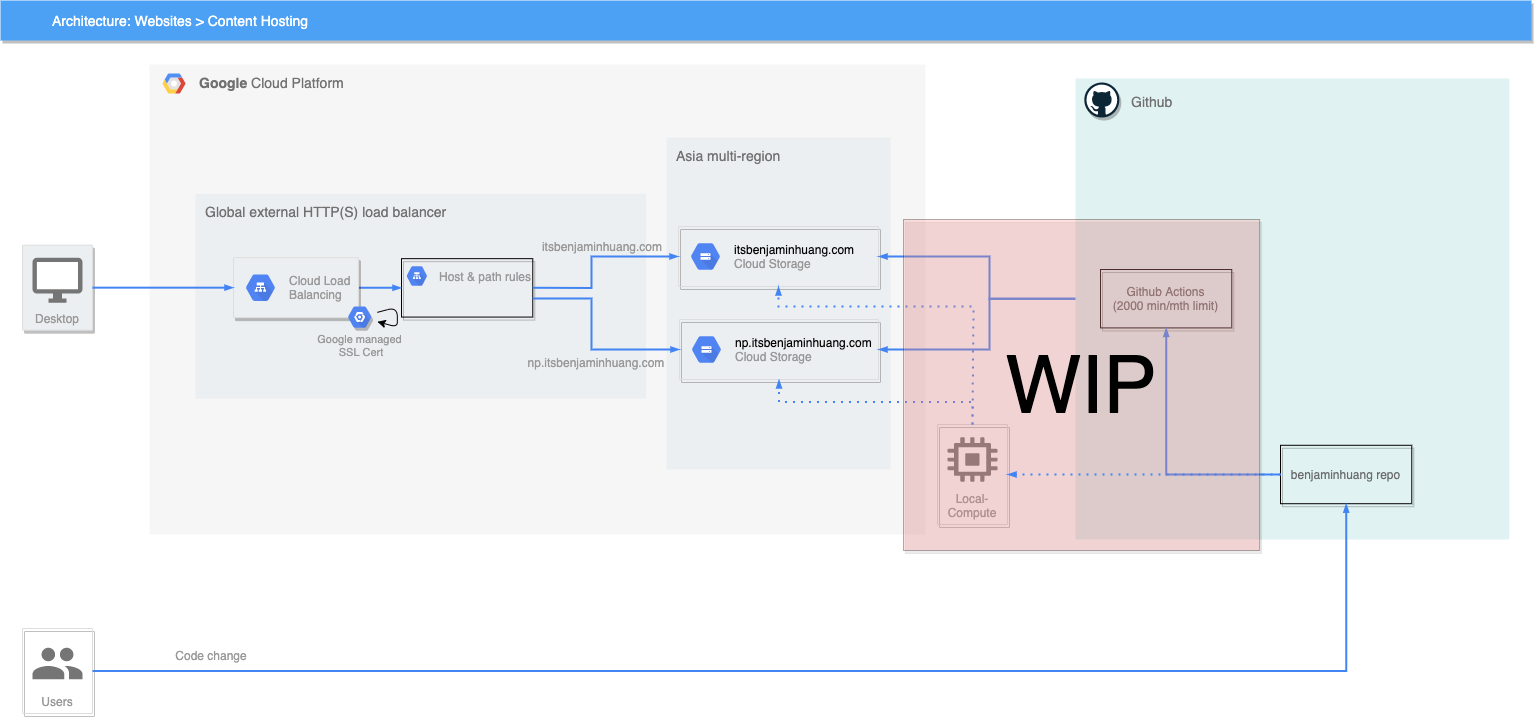 Architecture: Websites > Content Hosting
Google Cloud Platform
Github
Asia multi-region
Global external HTTP(S) load balancer
itsbenjaminhuang.com
itsbenjaminhuang.com
Cloud Storage
Cloud Load
Balancing
Host & path rules
Github Actions
(2000 min/mth limit)
Desktop
Google managed
SSL Cert
np.itsbenjaminhuang.com
np.itsbenjaminhuang.com
Cloud Storage
WIP
benjaminhuang repo
Local-
Compute
Code change
Users